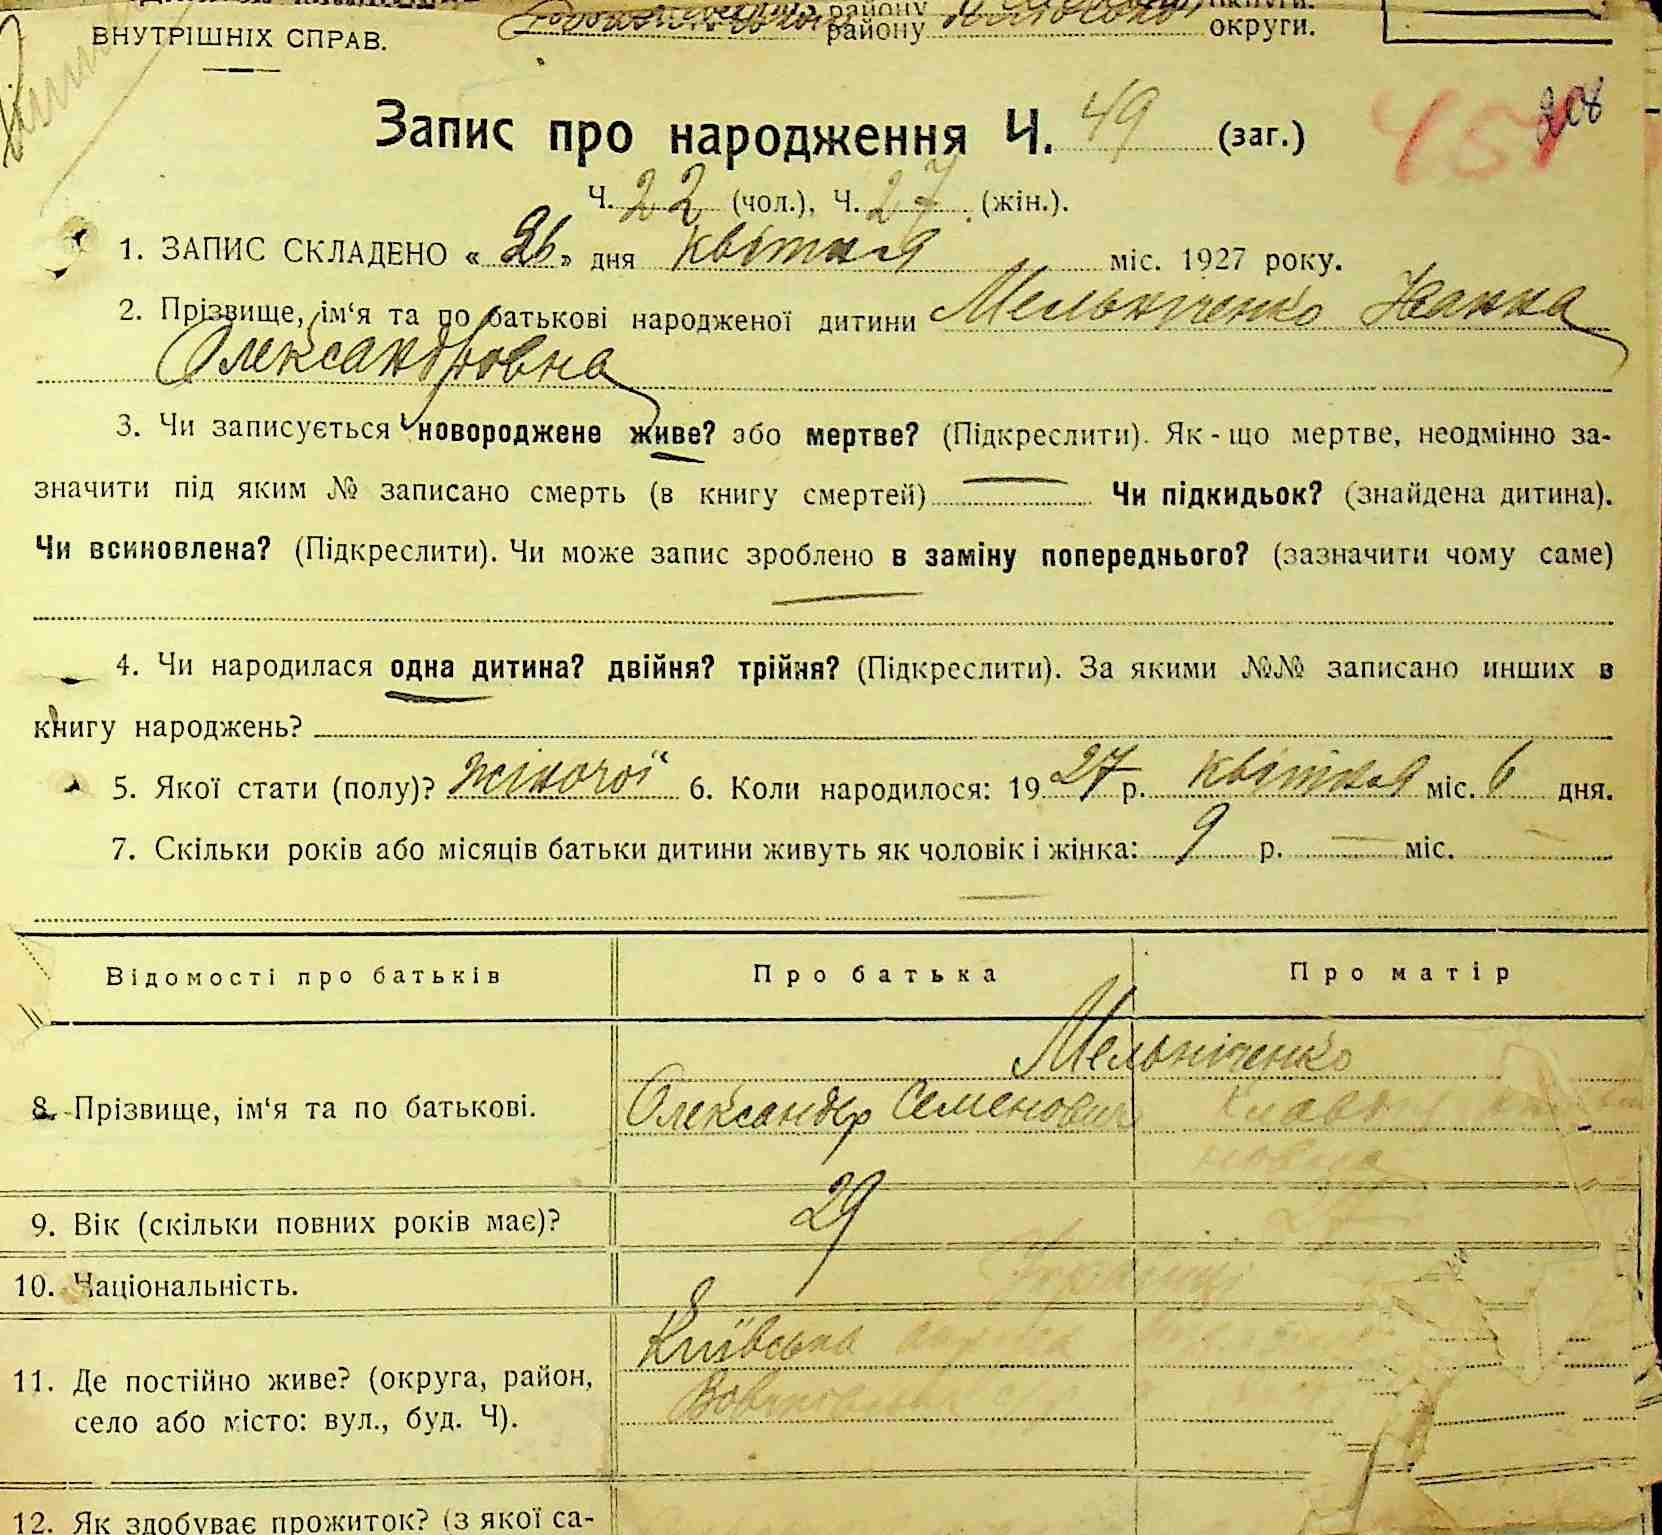 району округи.
ВНУТРІШНІХ СПРАВ. району округи.
Запис про народження Ч. 49 (заг.)
Ч. 22 (чол.), Ч. 27 (жін.).
1. ЗАПИС СКЛАДЕНО « 26 » дня квітня міс. 1927 року.
2. Прізвище, ім‘я та по батькові народженої дитини Мельніченко Жанна
Олександровна
3. Чи записується новороджене живе? або мертве? (Підкреслити). Як-що мертве, неодмінно за-
значити під яким № записано смерть (в книгу смертей) Чи підкидьок? (знайдена дитина).
Чи всиновлена? (Підкреслити). Чи може запис зроблено в заміну попереднього? (зазначити чому саме)
4. Чи народилася одна дитина? двійня? трійня? (Підкреслити). За якими №№ записано инших в
книгу народжень?
5. Якої стати (полу)? жіночої 6. Коли народилося: 1927 р. квітня міс. 6 дня.
7. Скільки років або місяців батьки дитини живуть як чоловік і жінка: 9 р. — міс. —
Відомості про батьків Про батька Про матір
Мельніченко
8. Прізвище, ім‘я та по батькові. Олександер Семенович
9. Вік (скільки повних років має)? 29
10. Національність. Українці
11. Де постійно живе? (округа, район, Київська округа
село або місто: вул., буд. Ч).
12. Як здобуває прожиток? (з якої са-